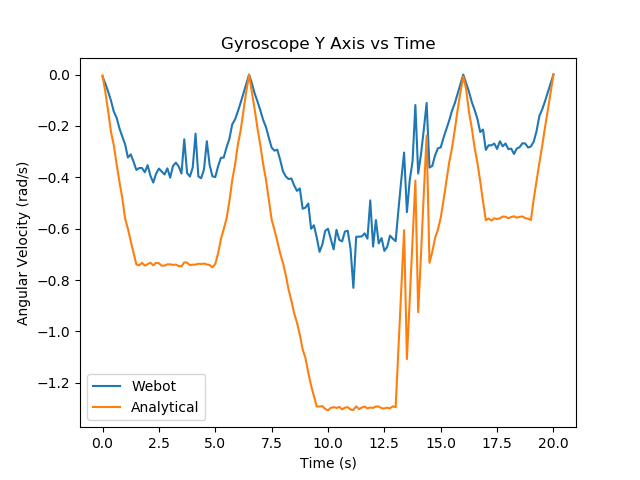 Gyroscope Y Axis vs Time
Angular Velocity (rad/s)
0.0
−0.2
−0.4
−0.6
−0.8
−1.0
−1.2
Webot
Analytical
0.0 2.5 5.0 7.5 10.0 12.5 15.0 17.5 20.0
Time (s)